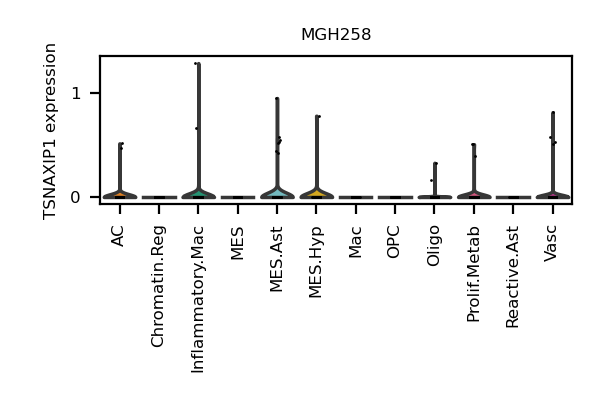 MGH258
TSNAXIP1 expression
1
0
AC
Chromatin.Reg
Inflammatory.Mac
MES
MES.Ast
MES.Hyp
Mac
OPC
Oligo
Prolif.Metab
Reactive.Ast
Vasc